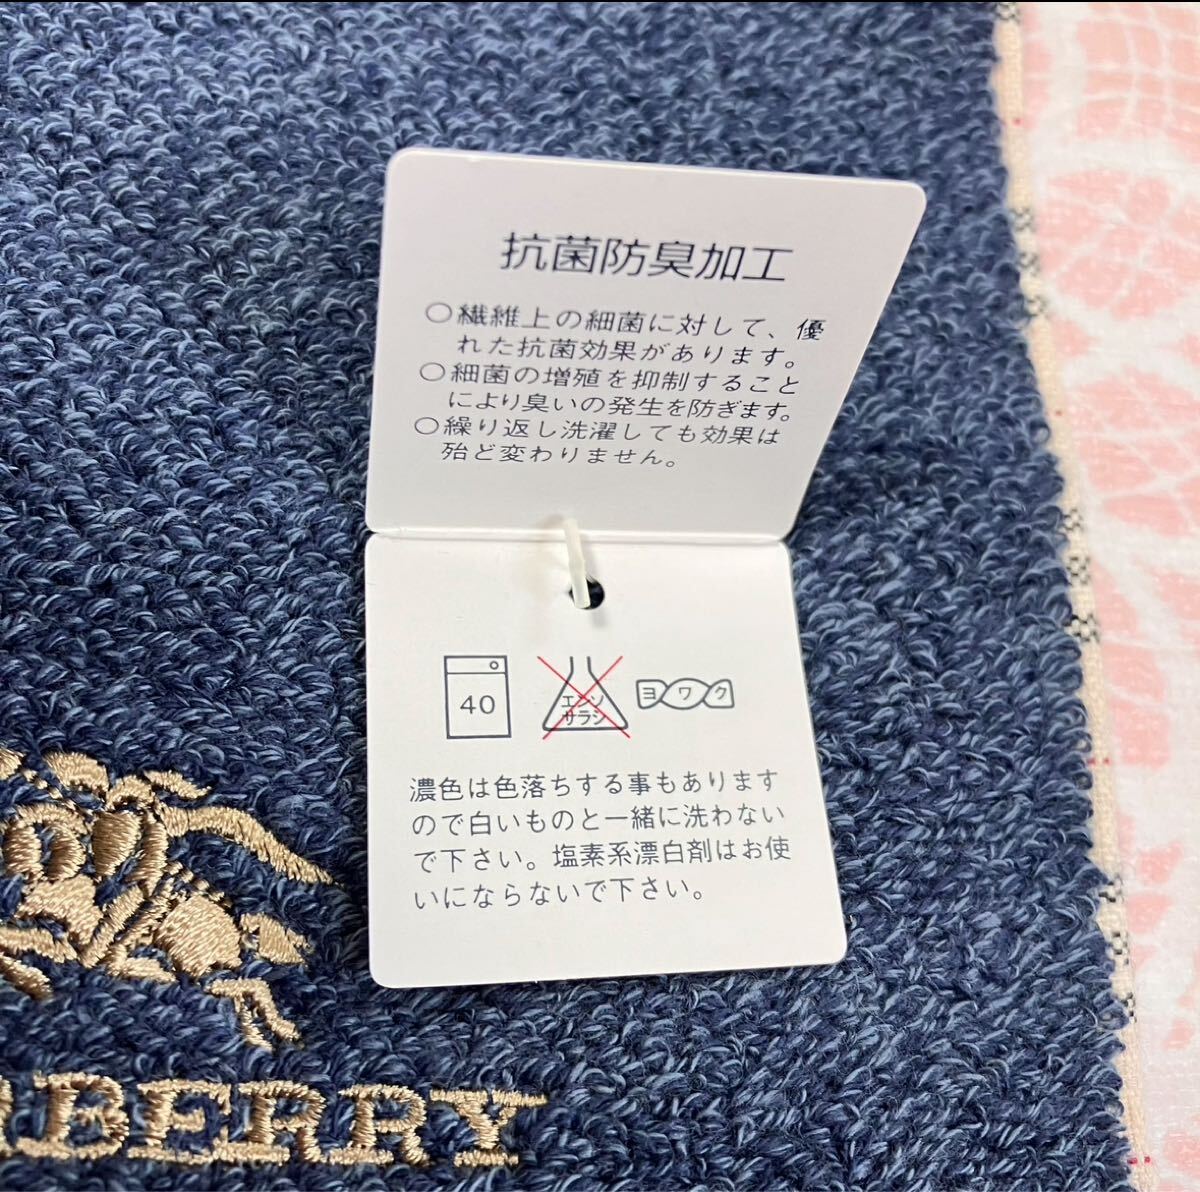 抗菌防臭加工
○繊維上の細菌に対して、優
れた抗菌効果があります。
○細菌の増殖を抑制すること
により臭いの発生を防ぎます。
○繰り返し洗濯しても効果は
殆ど変わりません。
40
エンソ
サラシ
ヨワク
濃色は色落ちする事もあります
ので白いものと一緒に洗わない
で下さい。塩素系漂白剤はお使
いにならないで下さい。
BERRY